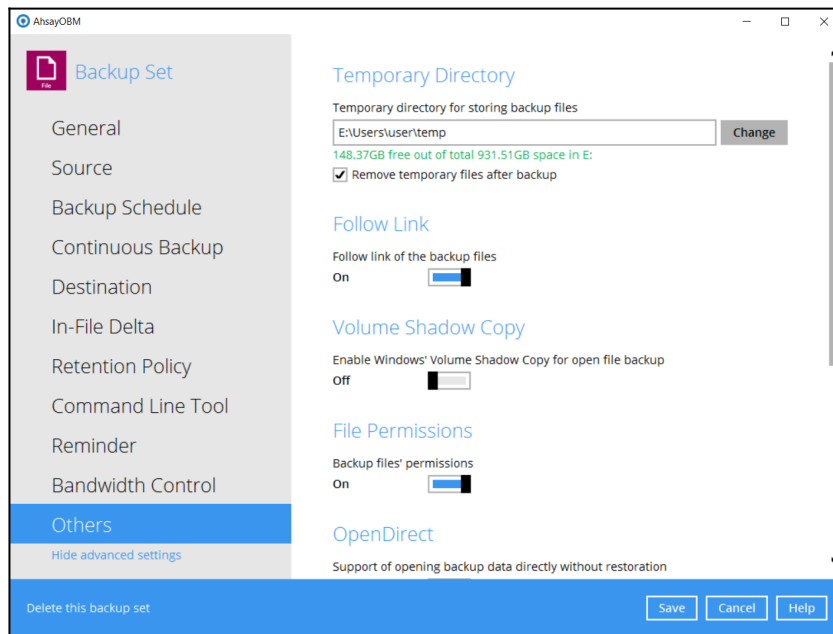 AhsayOBM
File
Backup Set
General
Source
Backup Schedule
Continuous Backup
Destination
In-File Delta
Retention Policy
Command Line Tool
Reminder
Bandwidth Control
Others
Hide advanced settings
Temporary Directory
Temporary directory for storing backup files
E:\Users\user\temp
Change
148.37GB free out of total 931.51GB space in E:
Remove temporary files after backup
Follow Link
Follow link of the backup files
On
Volume Shadow Copy
Enable Windows' Volume Shadow Copy for open file backup
Off
File Permissions
Backup files' permissions
On
OpenDirect
Support of opening backup data directly without restoration
Delete this backup set
Save
Cancel
Help